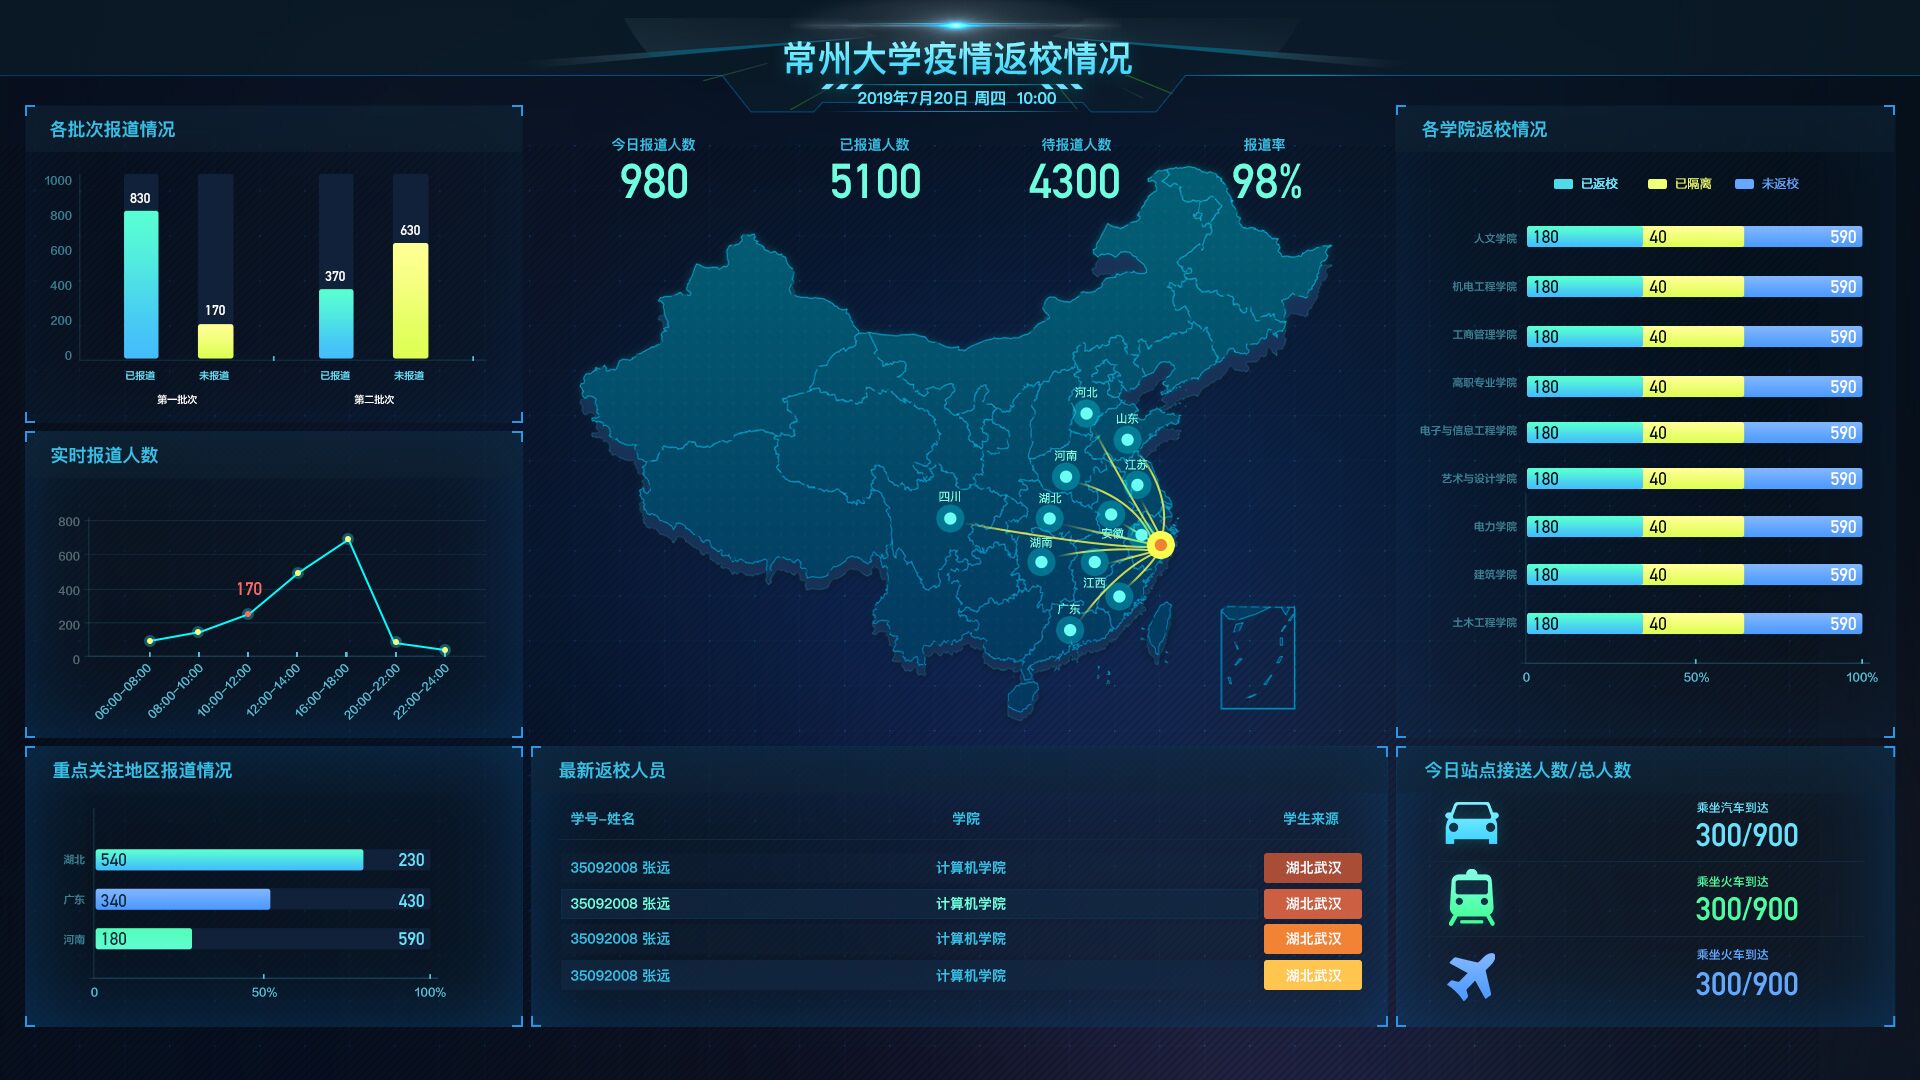 常州大学疫情返校情况
2019年7月20日 周四 10:00
各批次报道情况
1000
800
600
400
200
0
830
170
370
630
已报道
未报道
已报道
未报道
第一批次
第二批次
实时报道人数
800
600
400
200
0
170
06:00-08:00
08:00-10:00
10:00-12:00
12:00-14:00
16:00-18:00
20:00-22:00
22:00-24:00
重点关注地区报道情况
湖北 540 230
广东 340 430
河南 180 590
0 50% 100%
今日报道人数
980
已报道人数
5100
待报道人数
4300
报道率
98%
河北
山东
河南
江苏
四川
湖北
安徽
湖南
江西
广东
最新返校人员
学号-姓名 学院 学生来源
35092008 张远 计算机学院 湖北武汉
35092008 张远 计算机学院 湖北武汉
35092008 张远 计算机学院 湖北武汉
35092008 张远 计算机学院 湖北武汉
各学院返校情况
已返校 已隔离 未返校
人文学院 180 40 590
机电工程学院 180 40 590
工商管理学院 180 40 590
高职专业学院 180 40 590
电子与信息工程学院 180 40 590
艺术与设计学院 180 40 590
电力学院 180 40 590
建筑学院 180 40 590
土木工程学院 180 40 590
0 50% 100%
今日站点接送人数/总人数
乘坐汽车到达
300/900
乘坐火车到达
300/900
乘坐火车到达
300/900